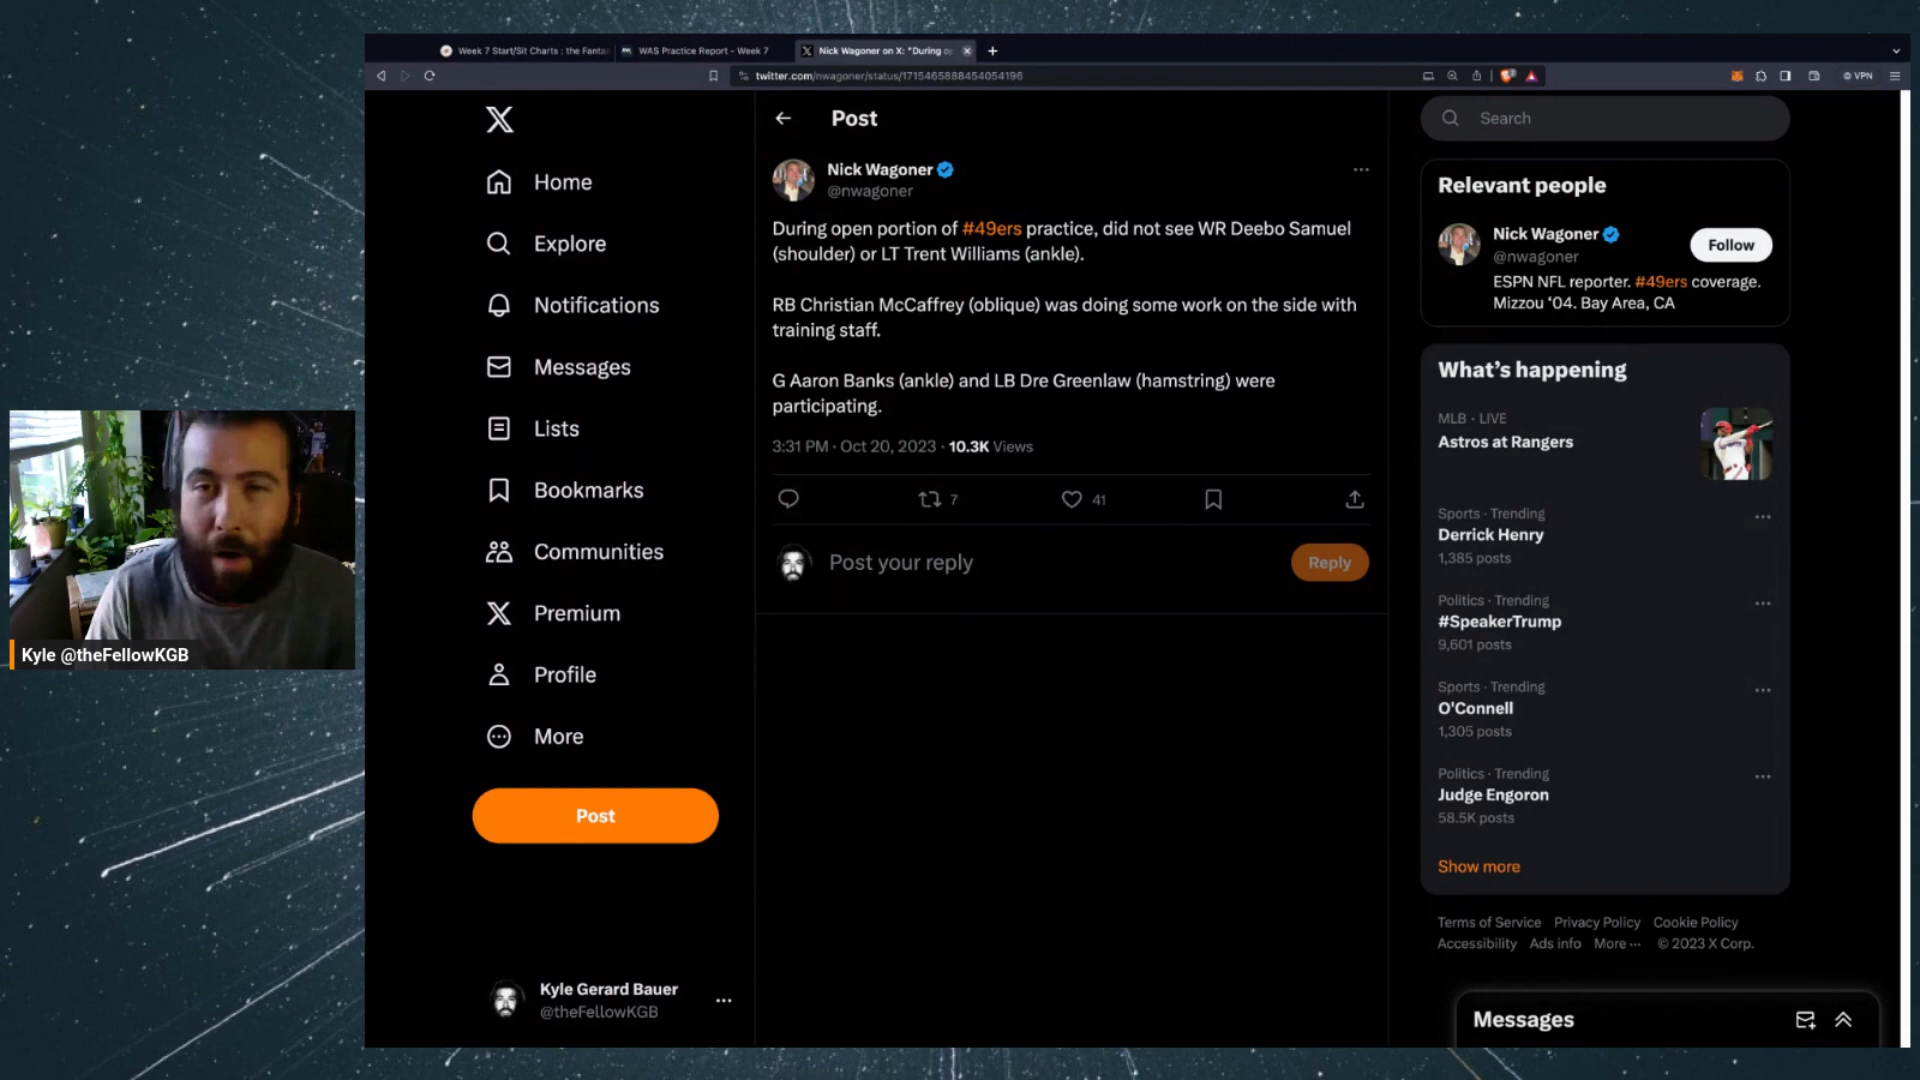 Week 7 Start/Sit Charts : the Fantas
WAS Practice Report - Week 7
Nick Wagoner on X: "During op
twitter.com/nwagoner/status/1715465888454054196
VPN
Home
Explore
Notifications
Messages
Lists
Bookmarks
Communities
Premium
Profile
More
Post
Kyle Gerard Bauer
@theFellowKGB
Post
Nick Wagoner
@nwagoner
During open portion of #49ers practice, did not see WR Deebo Samuel
(shoulder) or LT Trent Williams (ankle).
RB Christian McCaffrey (oblique) was doing some work on the side with
training staff.
G Aaron Banks (ankle) and LB Dre Greenlaw (hamstring) were
participating.
3:31 PM · Oct 20, 2023 · 10.3K Views
7
41
Post your reply
Reply
Search
Relevant people
Nick Wagoner
@nwagoner
Follow
ESPN NFL reporter. #49ers coverage.
Mizzou ‘04. Bay Area, CA
What’s happening
MLB · LIVE
Astros at Rangers
Sports · Trending
Derrick Henry
1,385 posts
Politics · Trending
#SpeakerTrump
9,601 posts
Sports · Trending
O'Connell
1,305 posts
Politics · Trending
Judge Engoron
58.5K posts
Show more
Terms of Service Privacy Policy Cookie Policy
Accessibility Ads info More ··· © 2023 X Corp.
Messages
Kyle @theFellowKGB